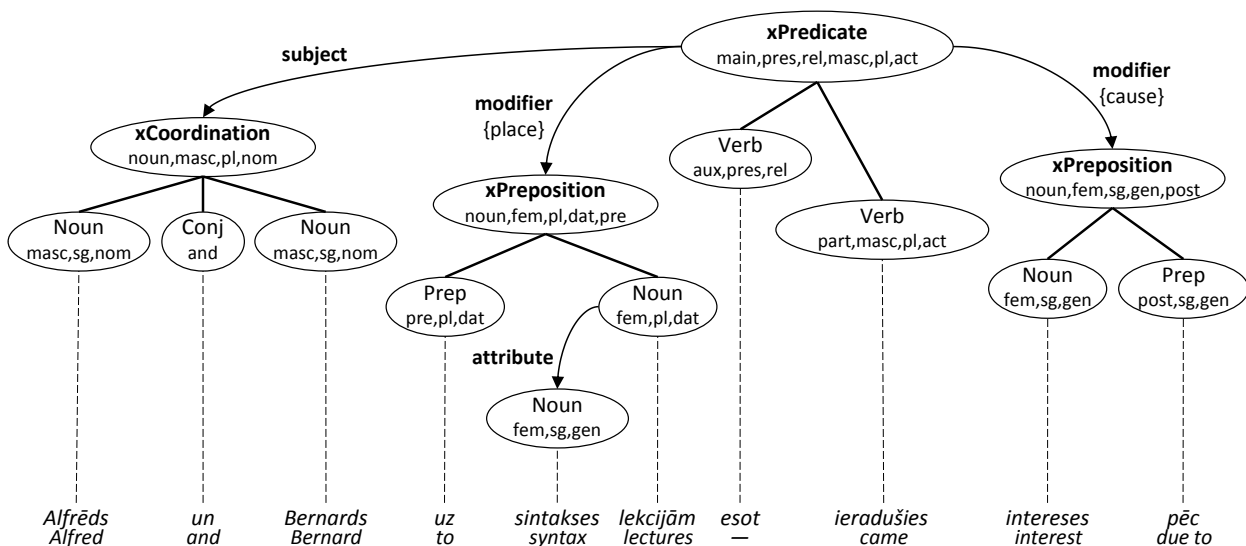 xPredicate
main,pres,rel,masc,pl,act
subject
modifier
{place}
modifier
{cause}
xCoordination
noun,masc,pl,nom
Verb
aux,pres,rel
xPreposition
noun,fem,sg,gen,post
xPreposition
noun,fem,pl,dat,pre
Noun
masc,sg,nom
Conj
and
Noun
masc,sg,nom
Verb
part,masc,pl,act
Prep
pre,pl,dat
Noun
fem,pl,dat
Noun
fem,sg,gen
Prep
post,sg,gen
attribute
Noun
fem,sg,gen
Alfrēds un Bernards uz sintakses lekcijām esot ieradušies intereses pēc
Alfred and Bernard to syntax lectures — came interest due to